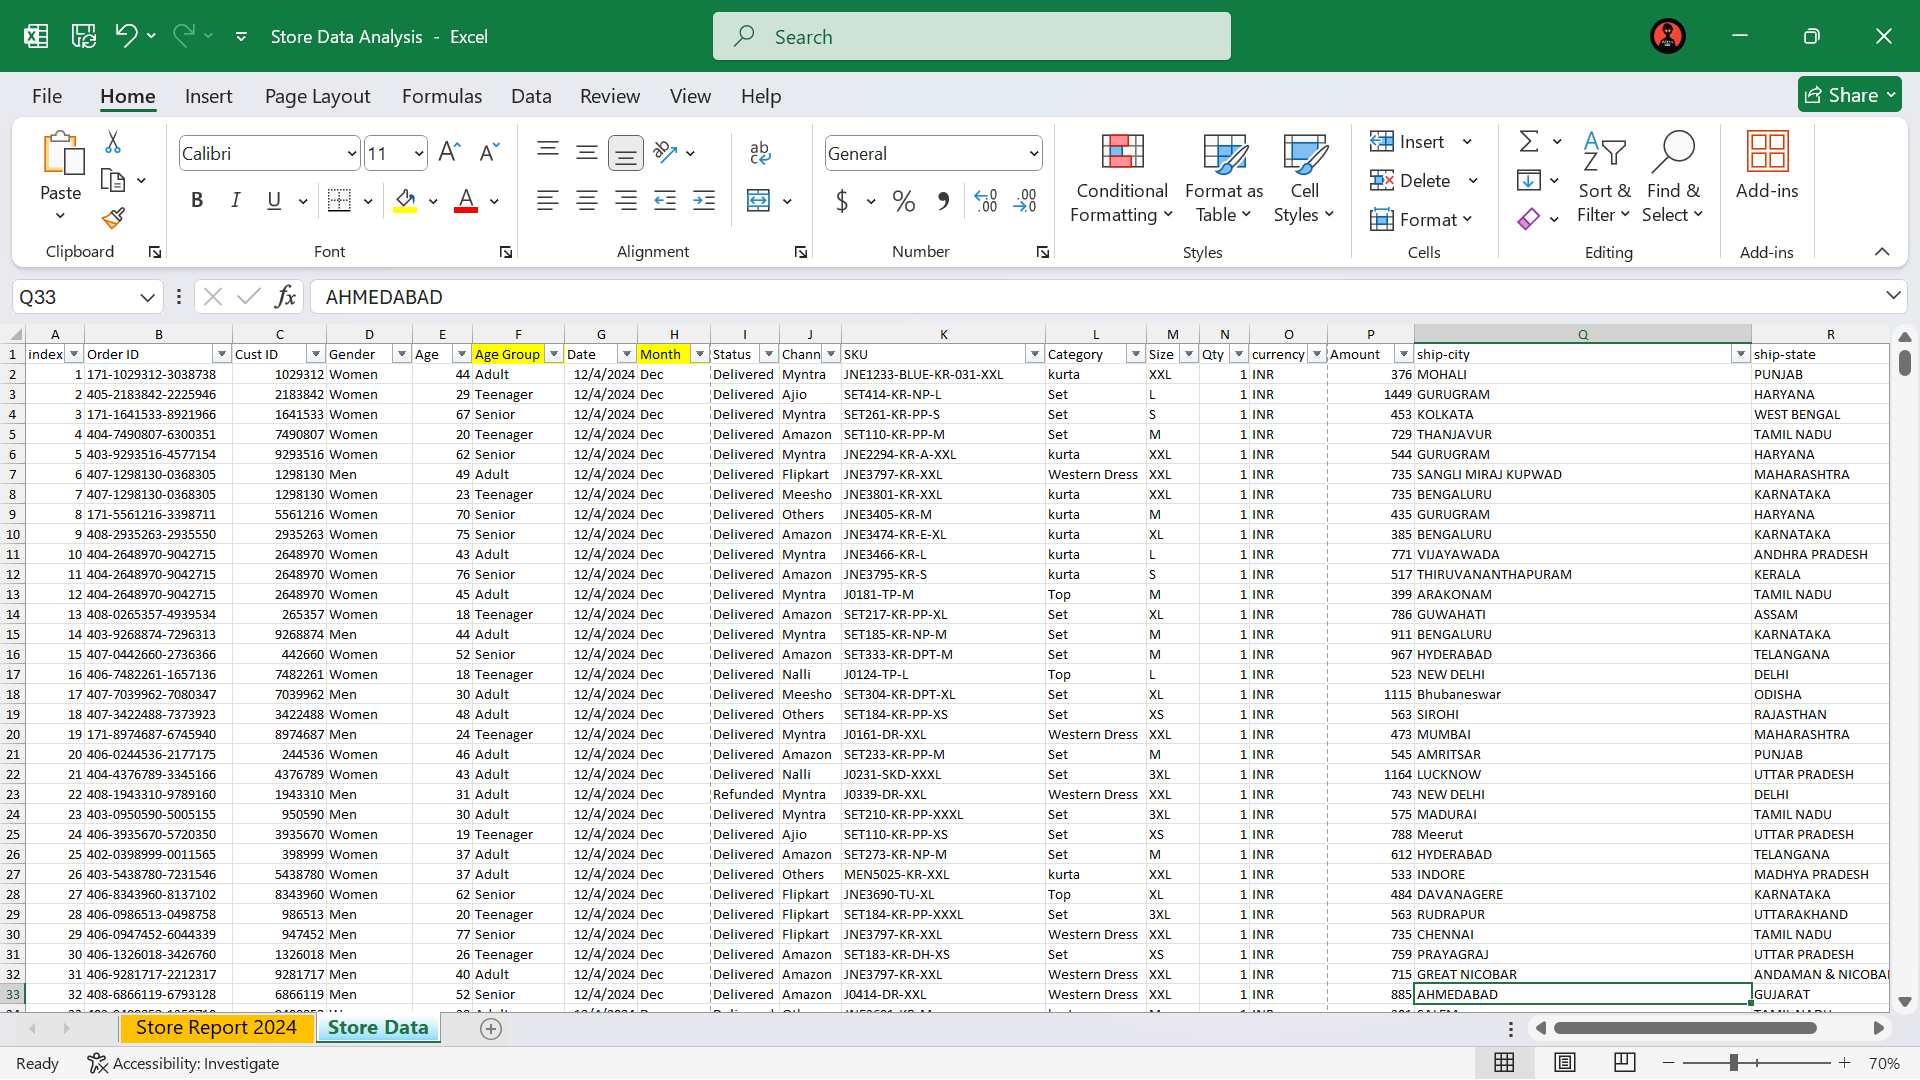 Store Data Analysis - Excel
Search
File Home Insert Page Layout Formulas Data Review View Help Share
Paste Calibri 11 General Conditional Formatting Format as Table Cell Styles Insert Delete Format Sort & Filter Find & Select Add-ins
B I U
Clipboard Font Alignment Number Styles Cells Editing Add-ins
Q33 fx AHMEDABAD
A B C D E F G H I J K L M N O P Q R
1 index Order ID Cust ID Gender Age Age Group Date Month Status Chann SKU Category Size Qty currency Amount ship-city ship-state
2 1 171-1029312-3038738 1029312 Women 44 Adult 12/4/2024 Dec Delivered Myntra JNE1233-BLUE-KR-031-XXL kurta XXL 1 INR 376 MOHALI PUNJAB
3 2 405-2183842-2225946 2183842 Women 29 Teenager 12/4/2024 Dec Delivered Ajio SET414-KR-NP-L Set L 1 INR 1449 GURUGRAM HARYANA
4 3 171-1641533-8921966 1641533 Women 67 Senior 12/4/2024 Dec Delivered Myntra SET261-KR-PP-S Set S 1 INR 453 KOLKATA WEST BENGAL
5 4 404-7490807-6300351 7490807 Women 20 Teenager 12/4/2024 Dec Delivered Amazon SET110-KR-PP-M Set M 1 INR 729 THANJAVUR TAMIL NADU
6 5 403-9293516-4577154 9293516 Women 62 Senior 12/4/2024 Dec Delivered Myntra JNE2294-KR-A-XXL kurta XXL 1 INR 544 GURUGRAM HARYANA
7 6 407-1298130-0368305 1298130 Men 49 Adult 12/4/2024 Dec Delivered Flipkart JNE3797-KR-XXL Western Dress XXL 1 INR 735 SANGLI MIRAJ KUPWAD MAHARASHTRA
8 7 407-1298130-0368305 1298130 Women 23 Teenager 12/4/2024 Dec Delivered Meesho JNE3801-KR-XXL kurta XXL 1 INR 735 BENGALURU KARNATAKA
9 8 171-5561216-3398711 5561216 Women 70 Senior 12/4/2024 Dec Delivered Others JNE3405-KR-M kurta M 1 INR 435 GURUGRAM HARYANA
10 9 408-2935263-2935550 2935263 Women 75 Senior 12/4/2024 Dec Delivered Amazon JNE3474-KR-E-XL kurta XL 1 INR 385 BENGALURU KARNATAKA
11 10 404-2648970-9042715 2648970 Women 43 Adult 12/4/2024 Dec Delivered Myntra JNE3466-KR-L kurta L 1 INR 771 VIJAYAWADA ANDHRA PRADESH
12 11 404-2648970-9042715 2648970 Women 76 Senior 12/4/2024 Dec Delivered Amazon JNE3795-KR-S kurta S 1 INR 517 THIRUVANANTHAPURAM KERALA
13 12 404-2648970-9042715 2648970 Women 45 Adult 12/4/2024 Dec Delivered Myntra J0181-TP-M Top M 1 INR 399 ARAKONAM TAMIL NADU
14 13 408-0265357-4939534 265357 Women 18 Teenager 12/4/2024 Dec Delivered Amazon SET217-KR-PP-XL Set XL 1 INR 786 GUWAHATI ASSAM
15 14 403-9268874-7296313 9268874 Men 44 Adult 12/4/2024 Dec Delivered Myntra SET185-KR-NP-M Set M 1 INR 911 BENGALURU KARNATAKA
16 15 407-0442660-2736366 442660 Women 52 Senior 12/4/2024 Dec Delivered Amazon SET333-KR-DPT-M Set M 1 INR 967 HYDERABAD TELANGANA
17 16 406-7482261-1657136 7482261 Women 18 Teenager 12/4/2024 Dec Delivered Nalli J0124-TP-L Top L 1 INR 523 NEW DELHI DELHI
18 17 407-7039962-7080347 7039962 Men 30 Adult 12/4/2024 Dec Delivered Meesho SET304-KR-DPT-XL Set XL 1 INR 1115 Bhubaneswar ODISHA
19 18 407-3422488-7373923 3422488 Women 48 Adult 12/4/2024 Dec Delivered Others SET184-KR-PP-XS Set XS 1 INR 563 SIROHI RAJASTHAN
20 19 171-8974687-6745940 8974687 Men 24 Teenager 12/4/2024 Dec Delivered Myntra J0161-DR-XXL Western Dress XXL 1 INR 473 MUMBAI MAHARASHTRA
21 20 406-0244536-2177175 244536 Women 46 Adult 12/4/2024 Dec Delivered Amazon SET233-KR-PP-M Set M 1 INR 545 AMRITSAR PUNJAB
22 21 404-4376789-3345166 4376789 Women 43 Adult 12/4/2024 Dec Delivered Nalli J0231-SKD-XXXL Set 3XL 1 INR 1164 LUCKNOW UTTAR PRADESH
23 22 408-1943310-9789160 1943310 Men 31 Adult 12/4/2024 Dec Refunded Myntra J0339-DR-XXL Western Dress XXL 1 INR 743 NEW DELHI DELHI
24 23 403-0950590-5005155 950590 Men 30 Adult 12/4/2024 Dec Delivered Myntra SET210-KR-PP-XXXL Set 3XL 1 INR 575 MADURAI TAMIL NADU
25 24 406-3935670-5720350 3935670 Women 19 Teenager 12/4/2024 Dec Delivered Ajio SET110-KR-PP-XS Set XS 1 INR 788 Meerut UTTAR PRADESH
26 25 402-0398999-0011565 398999 Women 37 Adult 12/4/2024 Dec Delivered Amazon SET273-KR-NP-M Set M 1 INR 612 HYDERABAD TELANGANA
27 26 403-5438780-7231546 5438780 Women 37 Adult 12/4/2024 Dec Delivered Others MEN5025-KR-XXL kurta XXL 1 INR 533 INDORE MADHYA PRADESH
28 27 406-8343960-8137102 8343960 Women 62 Senior 12/4/2024 Dec Delivered Flipkart JNE3690-TU-XL Top XL 1 INR 484 DAVANAGERE KARNATAKA
29 28 406-0986513-0498758 986513 Men 20 Teenager 12/4/2024 Dec Delivered Flipkart SET184-KR-PP-XXXL Set 3XL 1 INR 563 RUDRAPUR UTTARAKHAND
30 29 406-0947452-6044339 947452 Men 77 Senior 12/4/2024 Dec Delivered Flipkart JNE3797-KR-XXL Western Dress XXL 1 INR 735 CHENNAI TAMIL NADU
31 30 406-1326018-3426760 1326018 Men 26 Teenager 12/4/2024 Dec Delivered Amazon SET183-KR-DH-XS Set XS 1 INR 759 PRAYAGRAJ UTTAR PRADESH
32 31 406-9281717-2212317 9281717 Men 40 Adult 12/4/2024 Dec Delivered Amazon JNE3797-KR-XXL Western Dress XXL 1 INR 715 GREAT NICOBAR ANDAMAN & NICOBAI
33 32 408-6866119-6793128 6866119 Men 52 Senior 12/4/2024 Dec Delivered Amazon J0414-DR-XXL Western Dress XXL 1 INR 885 AHMEDABAD GUJARAT
Store Report 2024 Store Data
Ready Accessibility: Investigate 70%